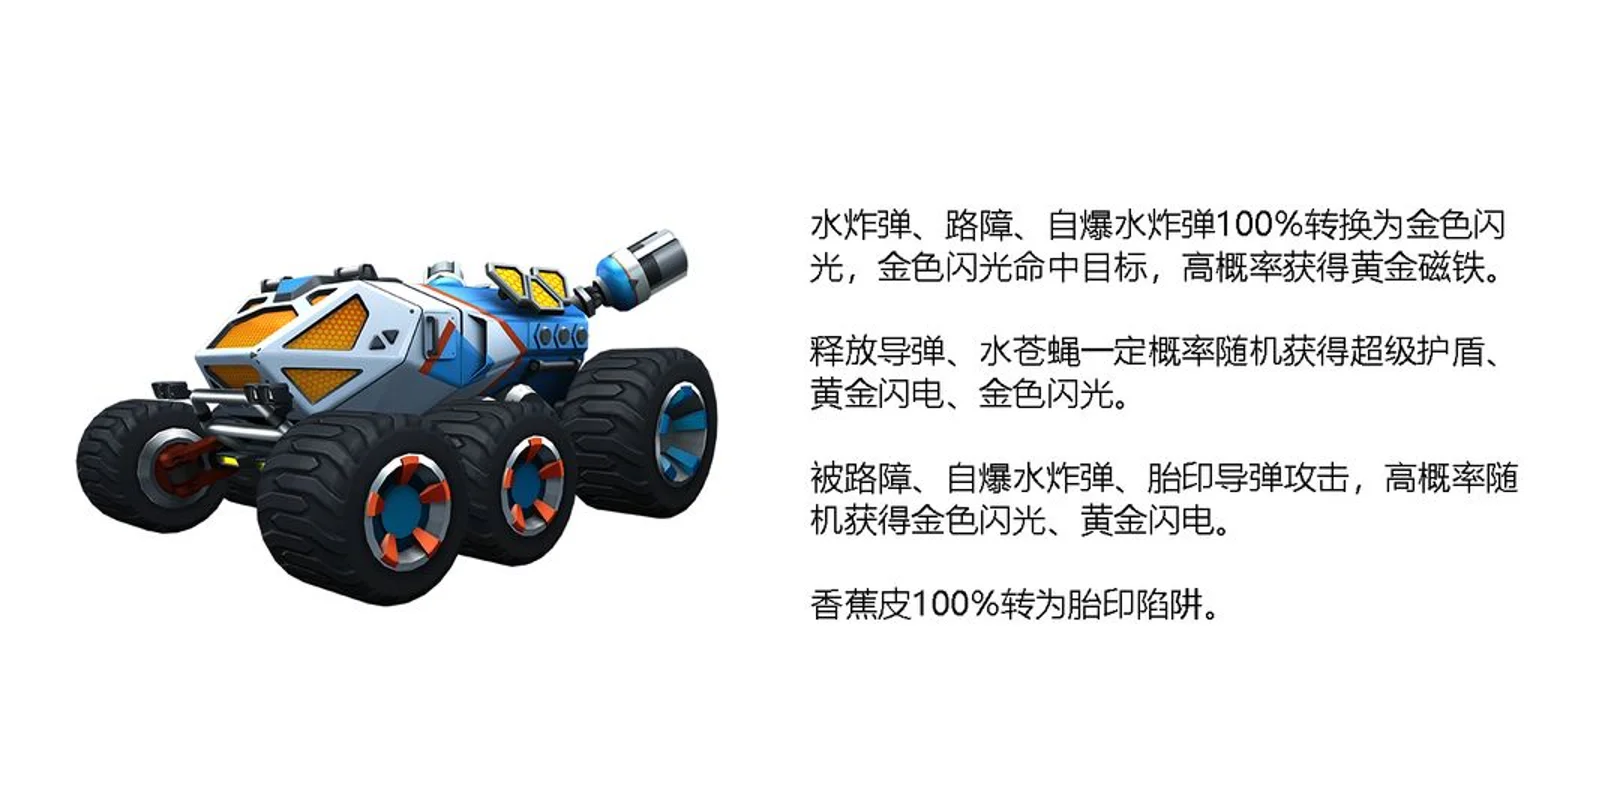 水炸弹、路障、自爆水炸弹100%转换为金色闪
光，金色闪光命中目标，高概率获得黄金磁铁。
释放导弹、水苍蝇一定概率随机获得超级护盾、
黄金闪电、金色闪光。
被路障、自爆水炸弹、胎印导弹攻击，高概率随
机获得金色闪光、黄金闪电。
香蕉皮100%转为胎印陷阱。